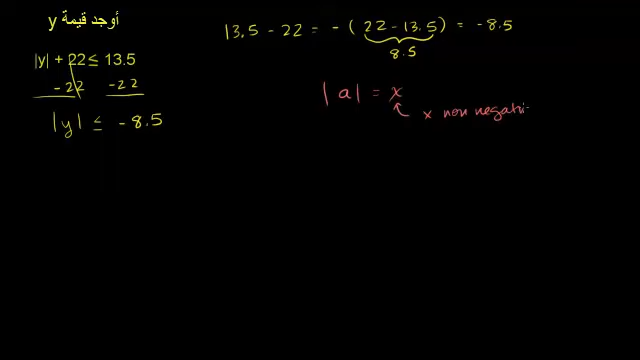 أوجد قيمة y
|y| + 22 ≤ 13.5
-22 -22
|y| ≤ -8.5
13.5 - 22 = -(22 - 13.5) = -8.5
8.5
|a| = x
x non negati